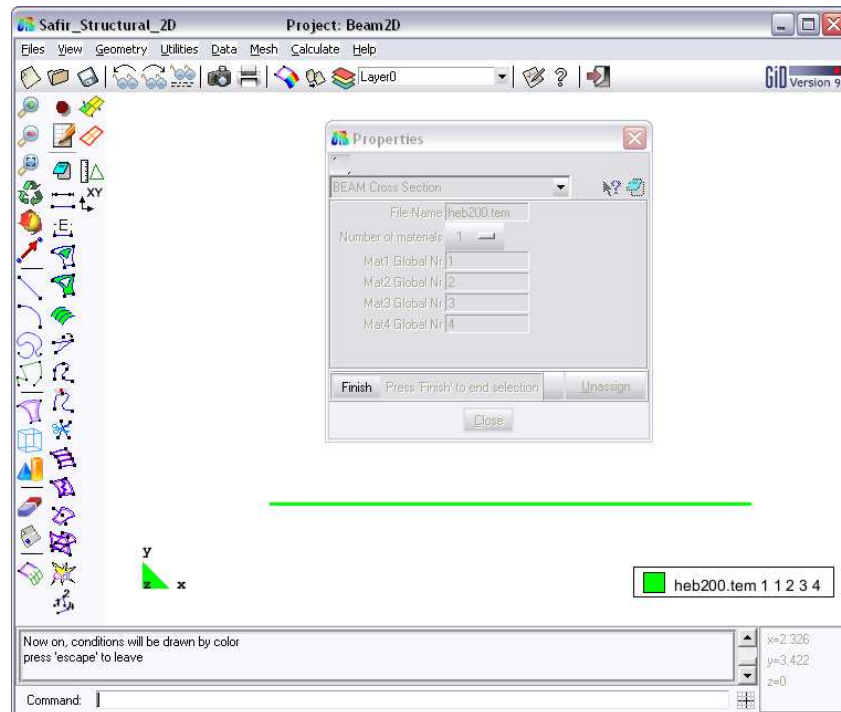 Safir_Structural_2D Project: Beam2D
Files View Geometry Utilities Data Mesh Calculate Help
Layer0
GiD Version 9
Properties
BEAM Cross Section
File-Name heb200.tem
Number of materials 1
Mat1 Global Nr 1
Mat2 Global Nr 2
Mat3 Global Nr 3
Mat4 Global Nr 4
Finish Press 'Finish' to end selection Unassign
Close
XY
E
y
z x
heb200.tem 1 1 2 3 4
Now on, conditions will be drawn by color
press 'escape' to leave
x=2.326
y=3.422
z=0
Command: